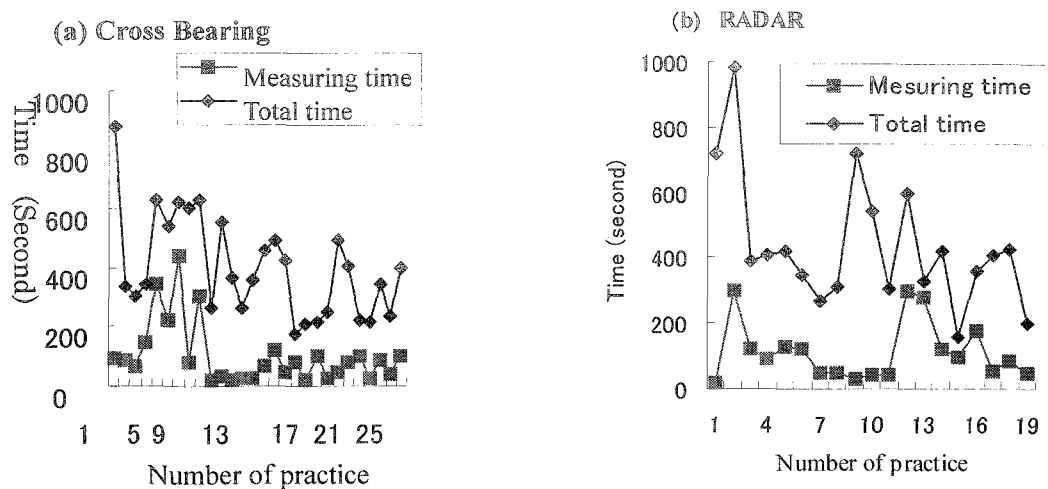 (a) Cross Bearing
Measuring time
Total time
Time (Second)
1000
800
600
400
200
0
1 5 9 13 17 21 25
Number of practice
(b) RADAR
Mesuring time
Total time
Time (second)
1000
800
600
400
200
0
1 4 7 10 13 16 19
Number of practice